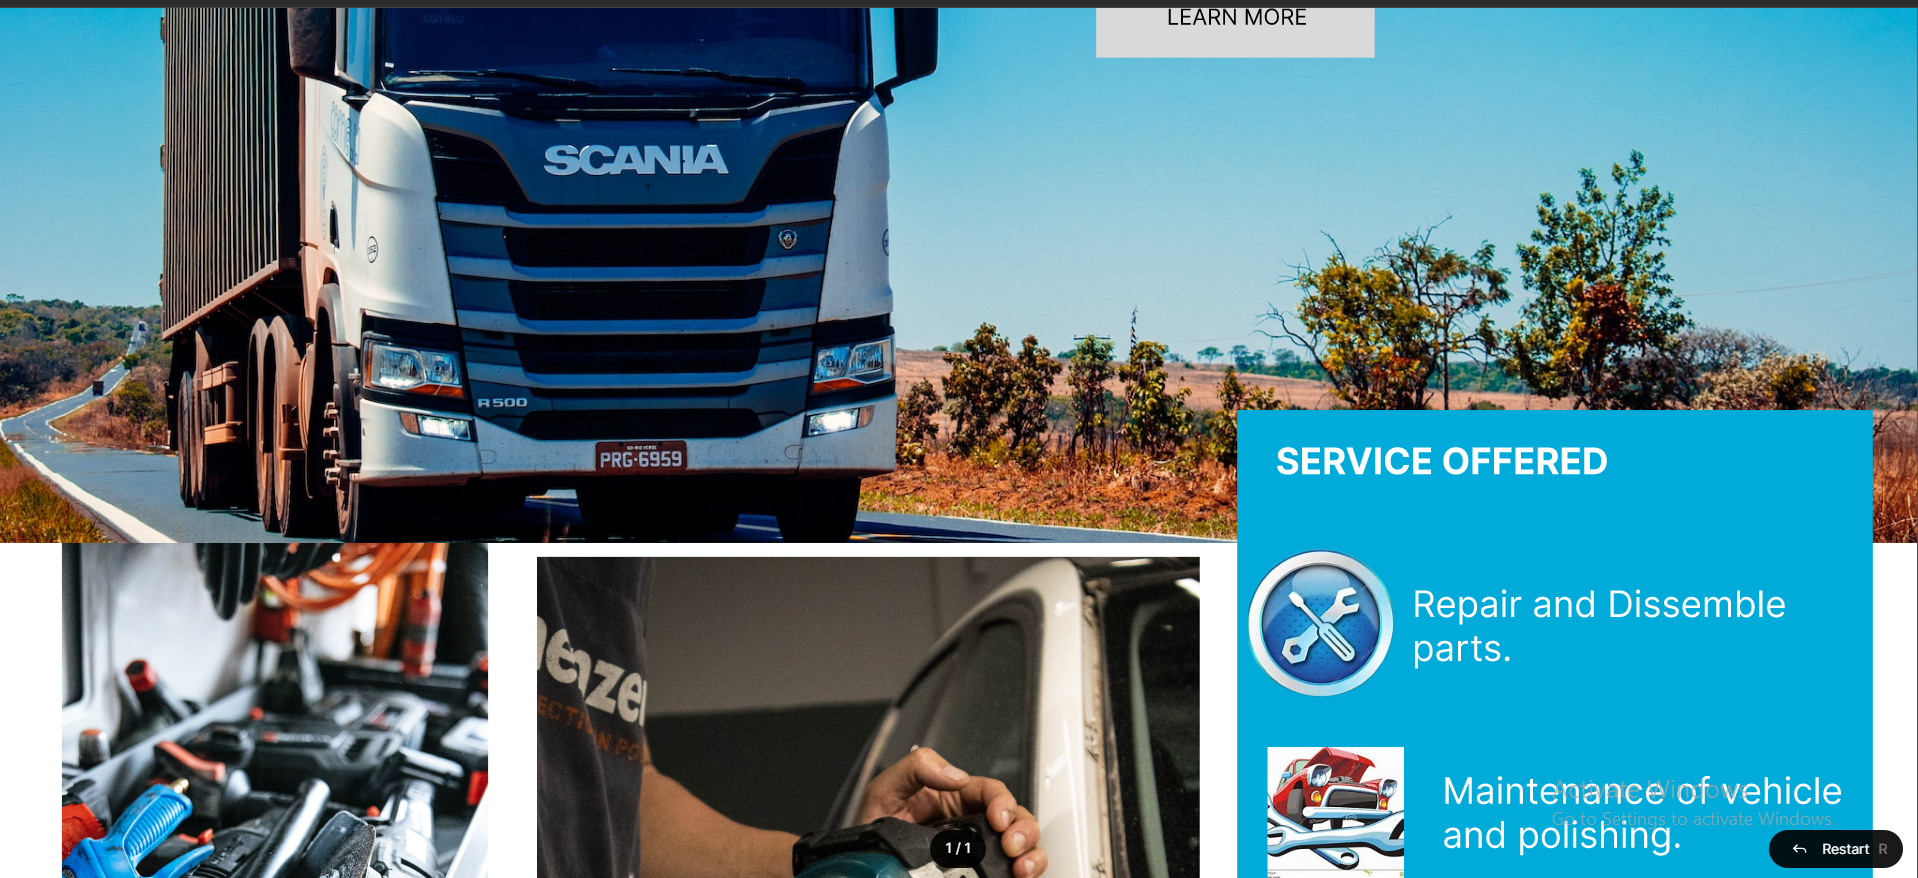 LEARN MORE
SCANIA
R 500
PRG-6959
SERVICE OFFERED
Repair and Dissemble
parts.
Maintenance of vehicle
and polishing.
Activate Windows
Go to Settings to activate Windows.
1 / 1
Restart R